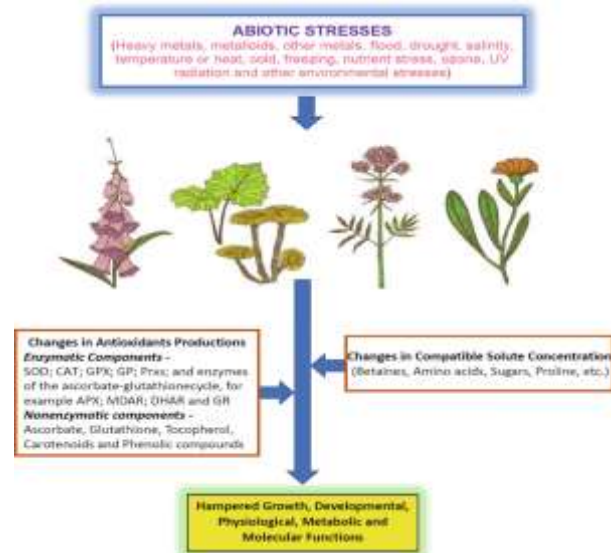 ABIOTIC STRESSES
(Heavy metals, metalloids, other metals, flood, drought, salinity,
temperature or heat, cold, freezing, nutrient stress, ozone, UV
radiation and other environmental stresses)
Changes in Antioxidants Productions
Enzymatic Components -
SOD; CAT; GPX; GP; Prxs; and enzymes
of the ascorbate-glutathionecycle, for
example APX; MDAR; DHAR and GR
Nonenzymatic components -
Ascorbate, Glutathione, Tocopherol,
Carotenoids and Phenolic compounds
Changes in Compatible Solute Concentration
(Betaines, Amino acids, Sugars, Proline, etc.)
Hampered Growth, Developmental,
Physiological, Metabolic and
Molecular Functions